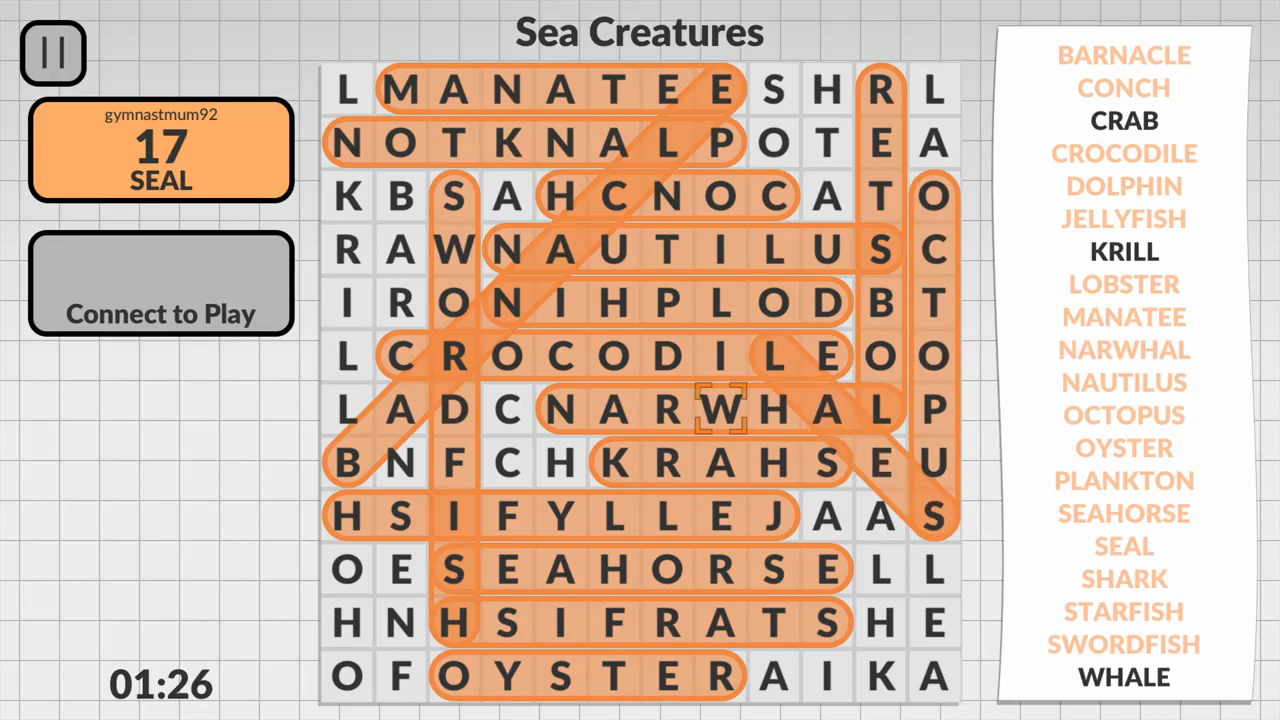 Sea Creatures
gymnastmum92
17
SEAL
Connect to Play
01:26
L M A N A T E E S H R L
N O T K N A L P O T E A
K B S A H C N O C A T O
R A W N A U T I L U S C
I R O N I H P L O D B T
L C R O C O D I L E O O
L A D C N A R W H A L P
B N F C H K R A H S E U
H S I F Y L L E J A A S
O E S E A H O R S E L L
H N H S I F R A T S H E
O F O Y S T E R A I K A
BARNACLE
CONCH
CRAB
CROCODILE
DOLPHIN
JELLYFISH
KRILL
LOBSTER
MANATEE
NARWHAL
NAUTILUS
OCTOPUS
OYSTER
PLANKTON
SEAHORSE
SEAL
SHARK
STARFISH
SWORDFISH
WHALE